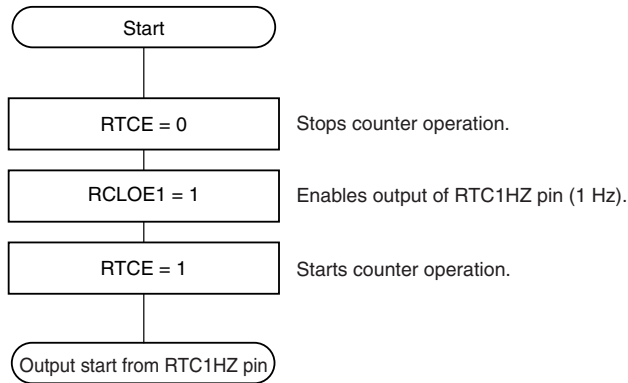 Start
RTCE = 0
Stops counter operation.
RCLOE1 = 1
Enables output of RTC1HZ pin (1 Hz).
RTCE = 1
Starts counter operation.
Output start from RTC1HZ pin